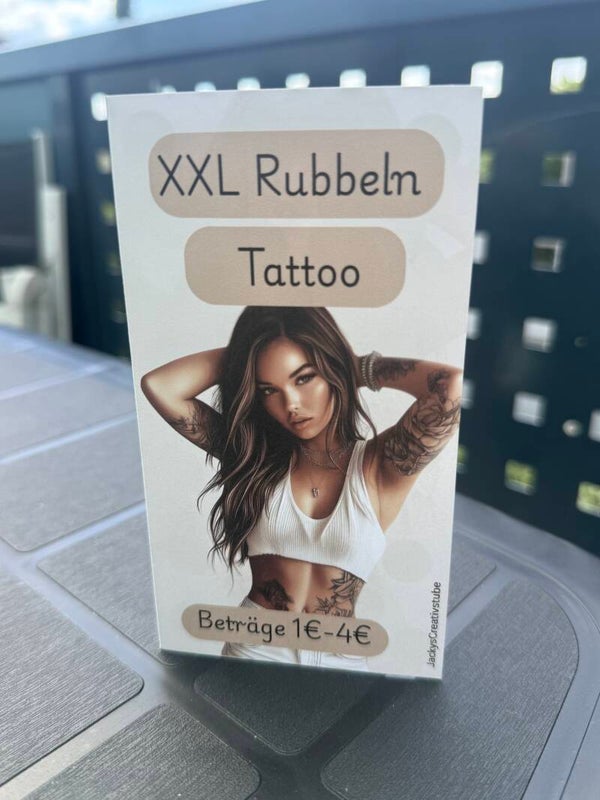 XXL Rubbeln
Tattoo
Beträge 1€-4€
JackysCreativstube